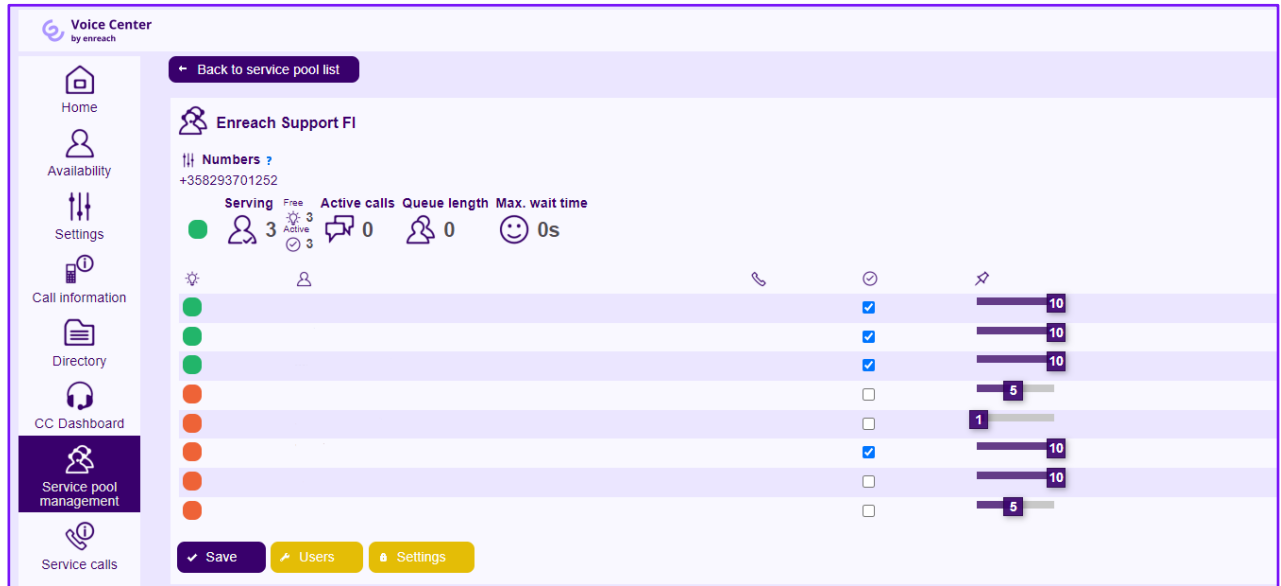 Voice Center
by enreach
Home
Availability
Settings
Call information
Directory
CC Dashboard
Service pool
management
Service calls
Back to service pool list
Enreach Support FI
Numbers ?
+358293701252
Serving Free Active calls Queue length Max. wait time
3 3 0 0 0s
Active
3
10
10
10
5
1
10
10
5
Save Users Settings